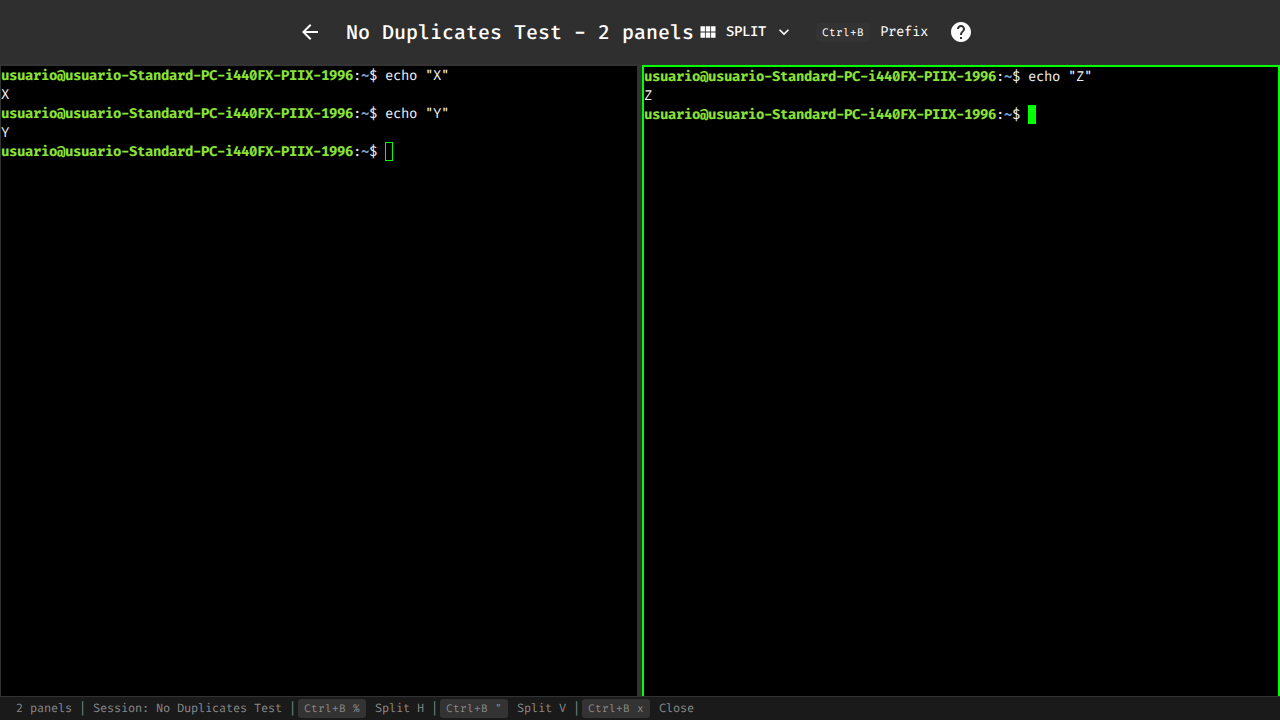 No Duplicates Test - 2 panels SPLIT Ctrl+B Prefix ?
usuario@usuario-Standard-PC-i440FX-PIIX-1996:~$ echo "X"
X
usuario@usuario-Standard-PC-i440FX-PIIX-1996:~$ echo "Y"
Y
usuario@usuario-Standard-PC-i440FX-PIIX-1996:~$
usuario@usuario-Standard-PC-i440FX-PIIX-1996:~$ echo "Z"
Z
usuario@usuario-Standard-PC-i440FX-PIIX-1996:~$
2 panels | Session: No Duplicates Test | Ctrl+B % Split H | Ctrl+B " Split V | Ctrl+B x Close